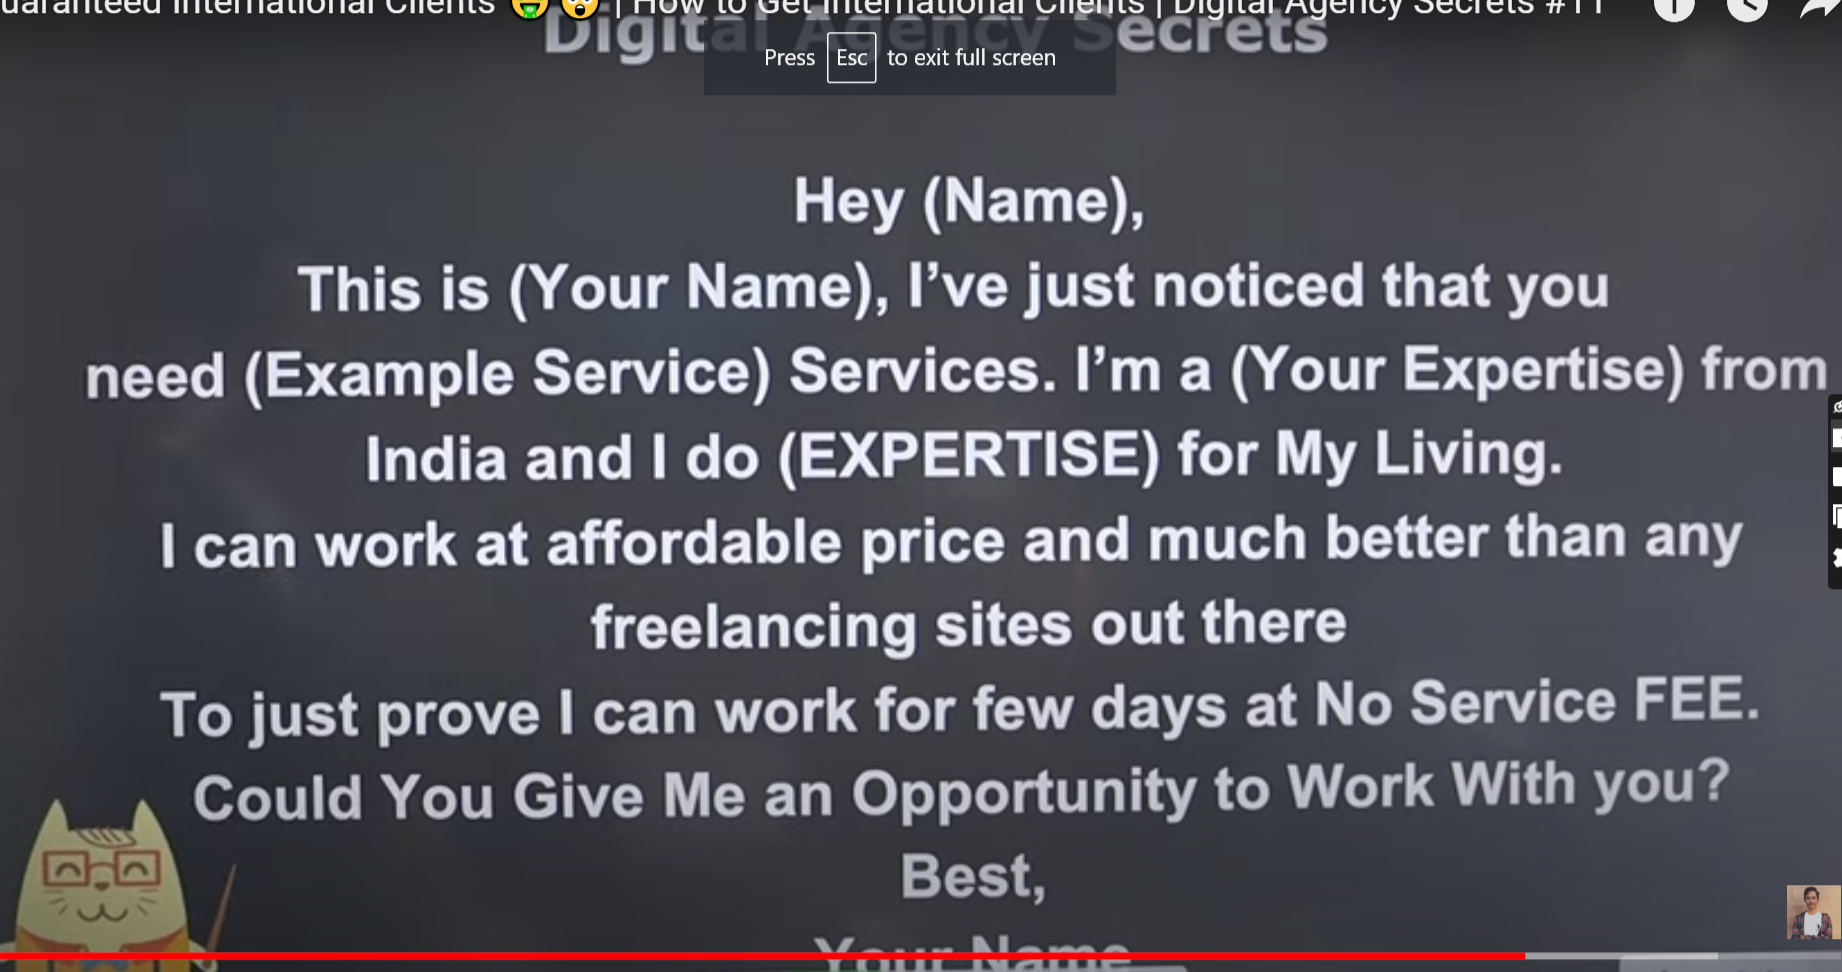 uaranteed International Clients 🤑 😲 | How to Get International Clients | Digital Agency Secrets #11
Digital Agency Secrets
Press Esc to exit full screen
Hey (Name),
This is (Your Name), I’ve just noticed that you
need (Example Service) Services. I’m a (Your Expertise) from
India and I do (EXPERTISE) for My Living.
I can work at affordable price and much better than any
freelancing sites out there
To just prove I can work for few days at No Service FEE.
Could You Give Me an Opportunity to Work With you?
Best,
Your Name